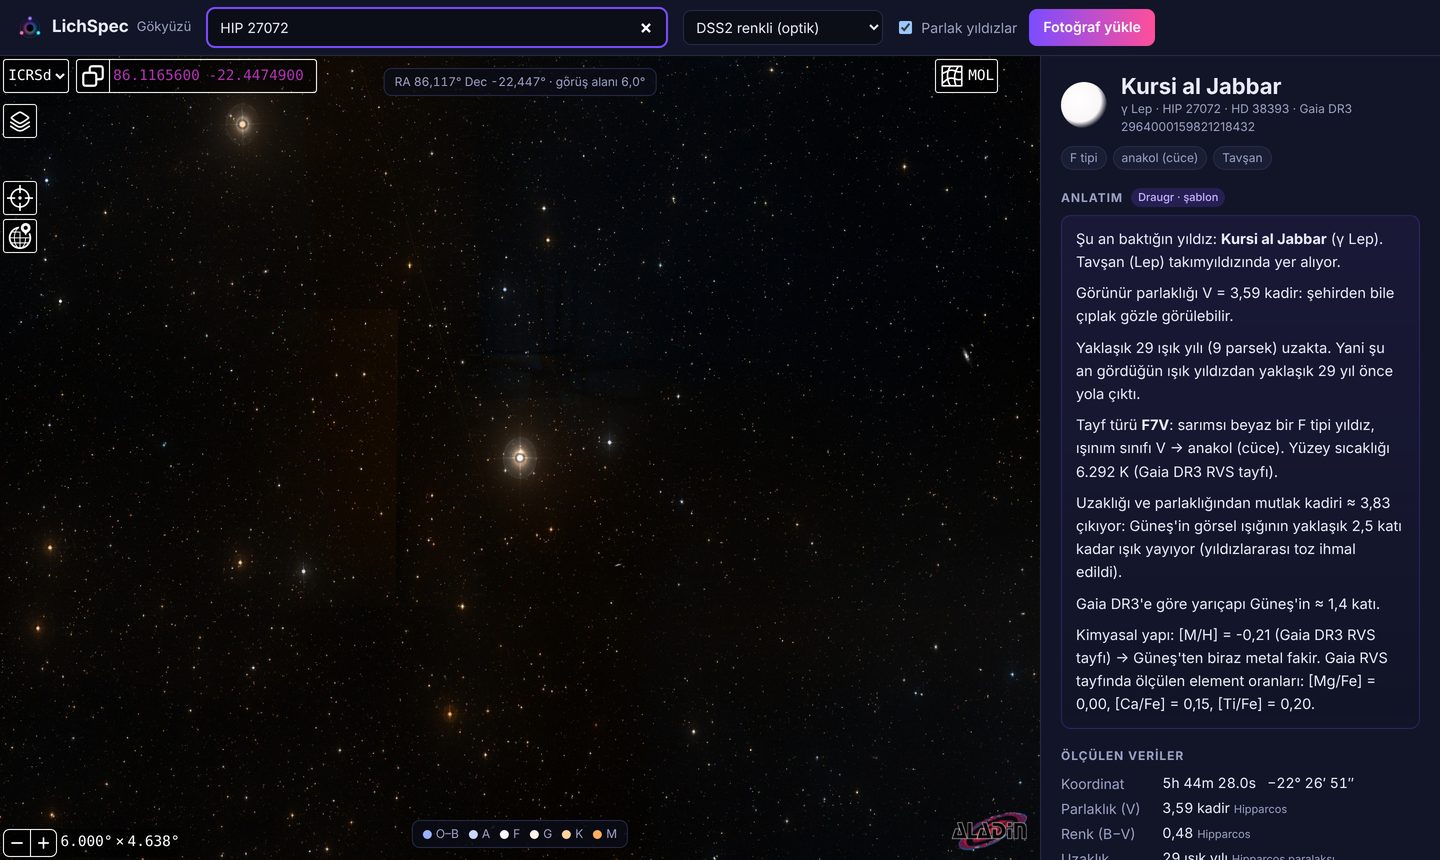 LichSpec Gökyüzü HIP 27072 × DSS2 renkli (optik) Parlak yıldızlar Fotoğraf yükle
ICRSd 86.1165600 -22.4474900 RA 86,117° Dec −22,447° · görüş alanı 6,0° MOL
Kursi al Jabbar
γ Lep · HIP 27072 · HD 38393 · Gaia DR3
2964000159821218432
F tipi anakol (cüce) Tavşan
ANLATIM Draugr · şablon
Şu an baktığın yıldız: Kursi al Jabbar (γ Lep).
Tavşan (Lep) takımyıldızında yer alıyor.
Görünür parlaklığı V = 3,59 kadir: şehirden bile
çıplak gözle görülebilir.
Yaklaşık 29 ışık yılı (9 parsek) uzakta. Yani şu
an gördüğün ışık yıldızdan yaklaşık 29 yıl önce
yola çıktı.
Tayf türü F7V: sarımsı beyaz bir F tipi yıldız,
ışınım sınıfı V → anakol (cüce). Yüzey sıcaklığı
6.292 K (Gaia DR3 RVS tayfı).
Uzaklığı ve parlaklığından mutlak kadiri ≈ 3,83
çıkıyor: Güneş'in görsel ışığının yaklaşık 2,5 katı
kadar ışık yayıyor (yıldızlararası toz ihmal
edildi).
Gaia DR3'e göre yarıçapı Güneş'in ≈ 1,4 katı.
Kimyasal yapı: [M/H] = -0,21 (Gaia DR3 RVS
tayfı) → Güneş'ten biraz metal fakir. Gaia RVS
tayfında ölçülen element oranları: [Mg/Fe] =
0,00, [Ca/Fe] = 0,15, [Ti/Fe] = 0,20.
ÖLÇÜLEN VERİLER
Koordinat 5h 44m 28.0s −22° 26′ 51″
Parlaklık (V) 3,59 kadir Hipparcos
Renk (B−V) 0,48 Hipparcos
Uzaklık 29 ışık yılı Hipparcos paralaksı
− + 6.000° × 4.638°
O–B A F G K M
ALADIN